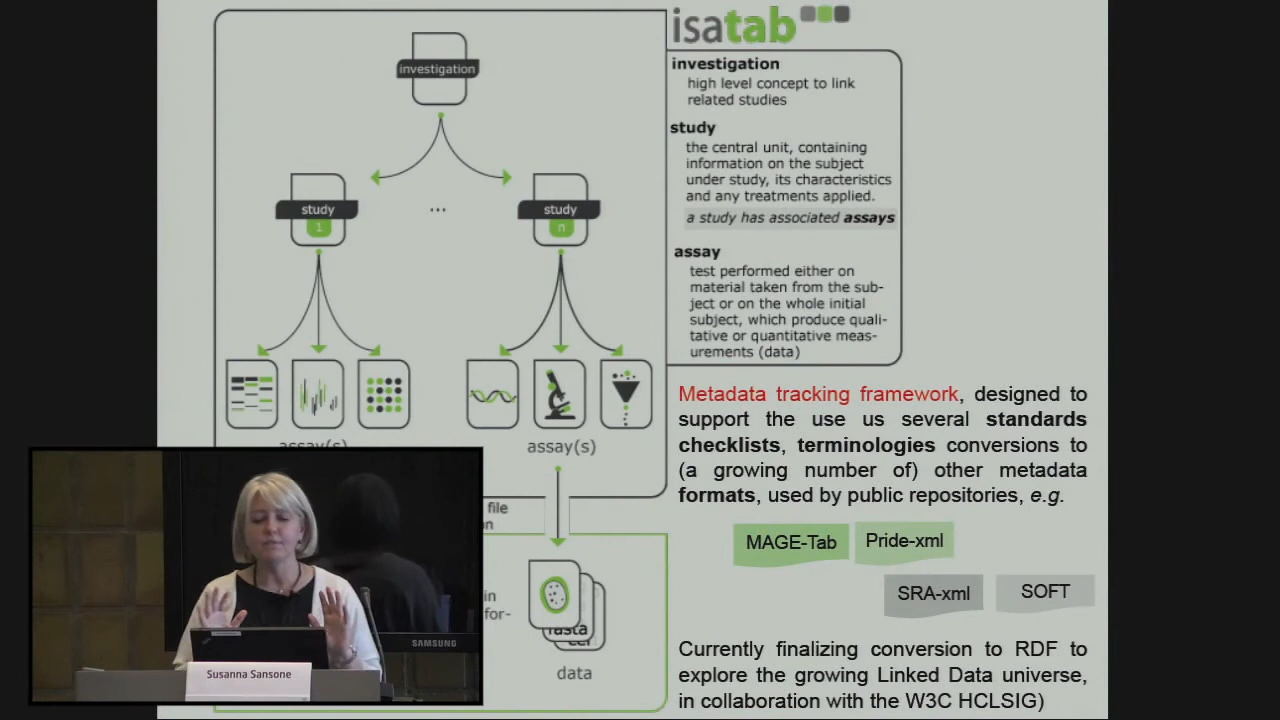 isatab
investigation
high level concept to link
related studies
study
the central unit, containing
information on the subject
under study, its characteristics
and any treatments applied.
a study has associated assays
assay
test performed either on
material taken from the sub-
ject or on the whole initial
subject, which produce quali-
tative or quantitative meas-
urements (data)
investigation
study
1
...
study
n
assay(s)
assay(s)
file
in
for-
fasta
cel
data
Metadata tracking framework, designed to
support the use us several standards
checklists, terminologies conversions to
(a growing number of) other metadata
formats, used by public repositories, e.g.
MAGE-Tab
Pride-xml
SRA-xml
SOFT
Currently finalizing conversion to RDF to
explore the growing Linked Data universe,
in collaboration with the W3C HCLSIG)
SAMSUNG
Susanna Sansone